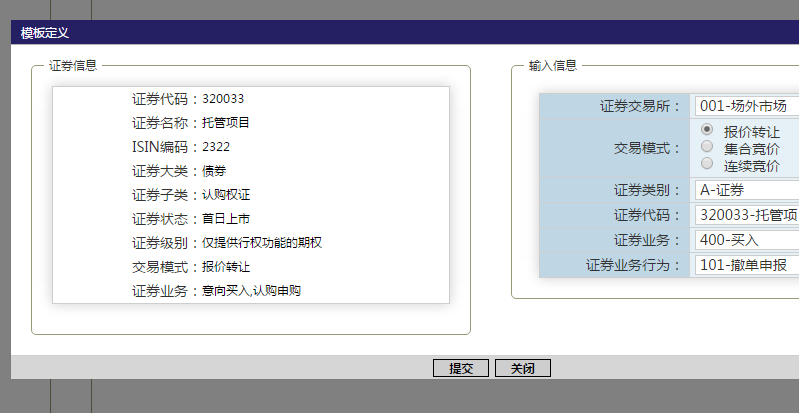 模板定义
证券信息
证券代码：320033
证券名称：托管项目
ISIN编码：2322
证券大类：债券
证券子类：认购权证
证券状态：首日上市
证券级别：仅提供行权功能的期权
交易模式：报价转让
证券业务：意向买入,认购申购
输入信息
证券交易所： 001-场外市场
交易模式： 报价转让
集合竞价
连续竞价
证券类别： A-证券
证券代码： 320033-托管项
证券业务： 400-买入
证券业务行为： 101-撤单申报
提交 关闭